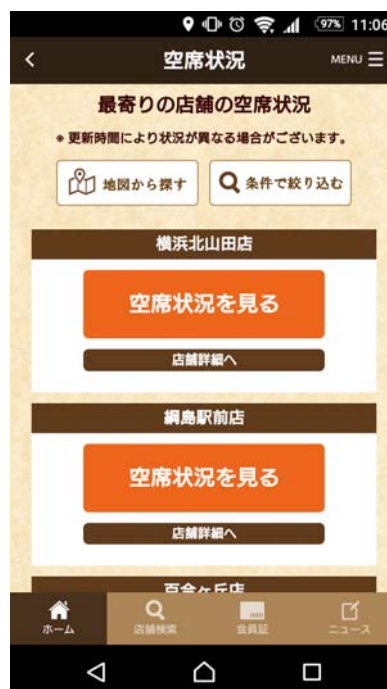 97% 11:06
空席状況
MENU
最寄りの店舗の空席状況
※ 更新時間により状況が異なる場合がございます。
地図から探す
条件で絞り込む
横浜北山田店
空席状況を見る
店舗詳細へ
綱島駅前店
空席状況を見る
店舗詳細へ
百合ヶ丘店
ホーム
店舗検索
会員証
ニュース